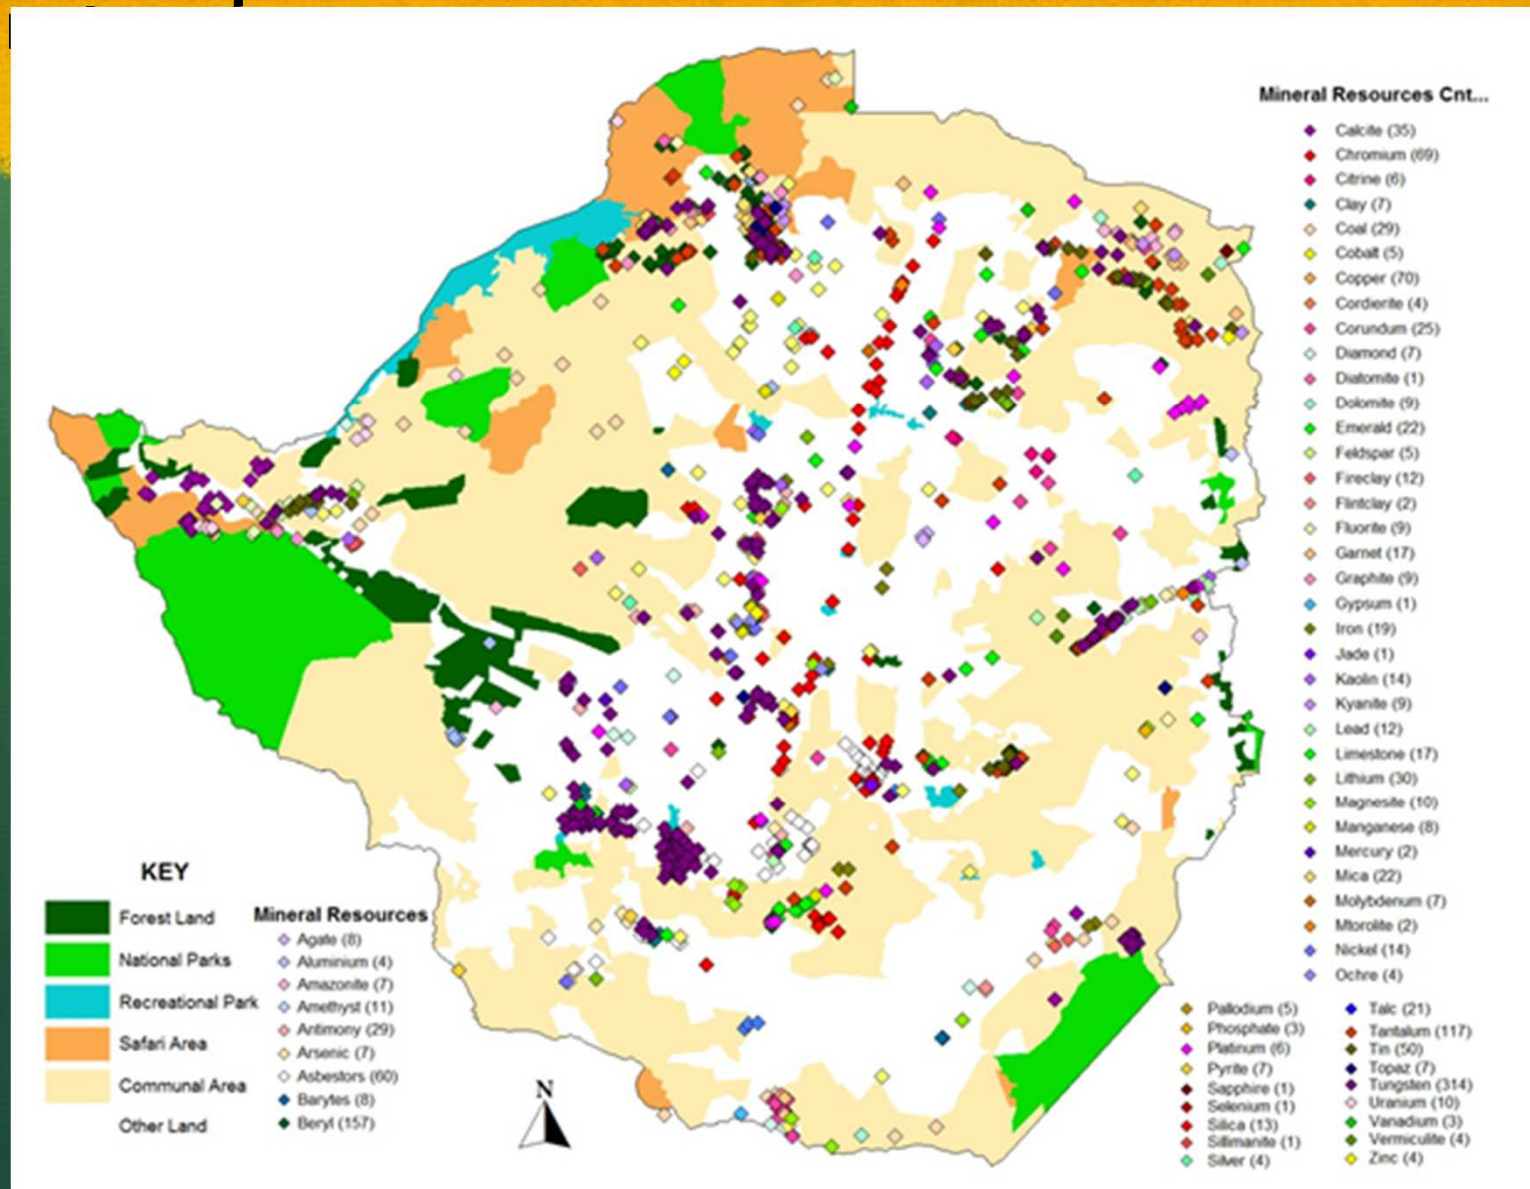 Mineral Resources Cnt...
Calcite (35)
Chromium (69)
Citrine (6)
Clay (7)
Coal (29)
Cobalt (5)
Copper (70)
Cordierite (4)
Corundum (25)
Diamond (7)
Diatomite (1)
Dolomite (9)
Emerald (22)
Feldspar (5)
Fireclay (12)
Flintclay (2)
Fluorite (9)
Garnet (17)
Graphite (9)
Gypsum (1)
Iron (19)
Jade (1)
Kaolin (14)
Kyanite (9)
Lead (12)
Limestone (17)
Lithium (30)
Magnesite (10)
Manganese (8)
Mercury (2)
Mica (22)
Molybdenum (7)
Mtorolite (2)
Nickel (14)
Ochre (4)
Pallodium (5)
Phosphate (3)
Platinum (6)
Pyrite (7)
Sapphire (1)
Selenium (1)
Silica (13)
Sillimanite (1)
Silver (4)
Talc (21)
Tantalum (117)
Tin (50)
Topaz (7)
Tungsten (314)
Uranium (10)
Vanadium (3)
Vermiculite (4)
Zinc (4)
KEY
Forest Land
National Parks
Recreational Park
Safari Area
Communal Area
Other Land
Mineral Resources
Agate (8)
Aluminium (4)
Amazonite (7)
Amethyst (11)
Antimony (29)
Arsenic (7)
Asbestors (60)
Barytes (8)
Beryl (157)
N